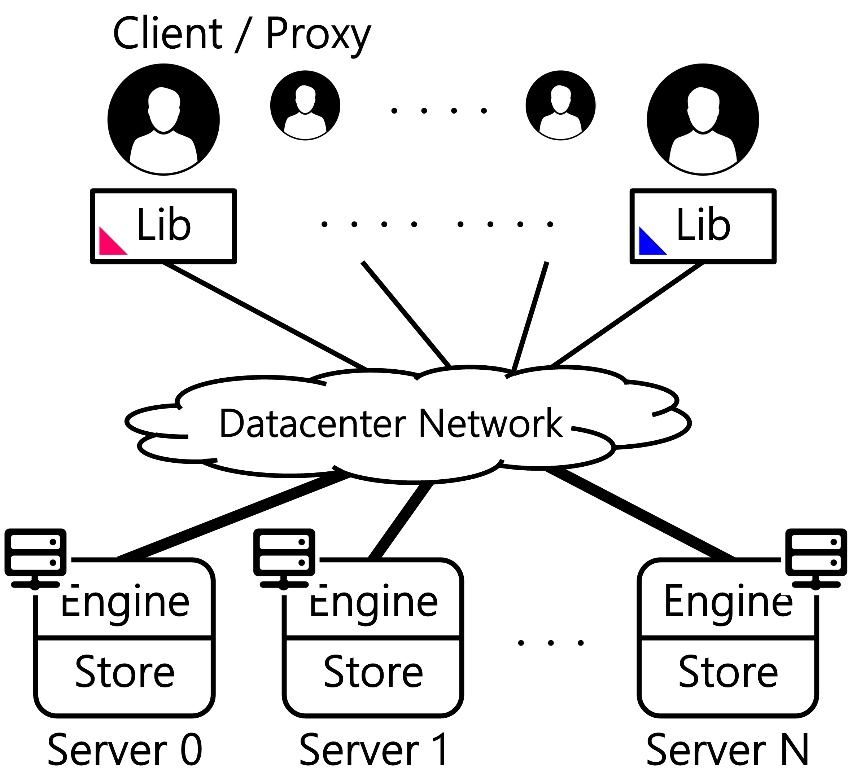 Client / Proxy
Lib
Lib
Datacenter Network
Engine
Engine
Engine
Store
Store
Store
Server 0
Server 1
Server N